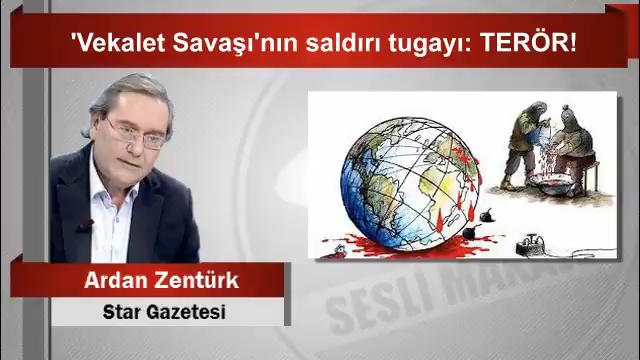 'Vekalet Savaşı'nın saldırı tugayı: TERÖR!
Ardan Zentürk
Star Gazetesi
SESLİ MAKALE